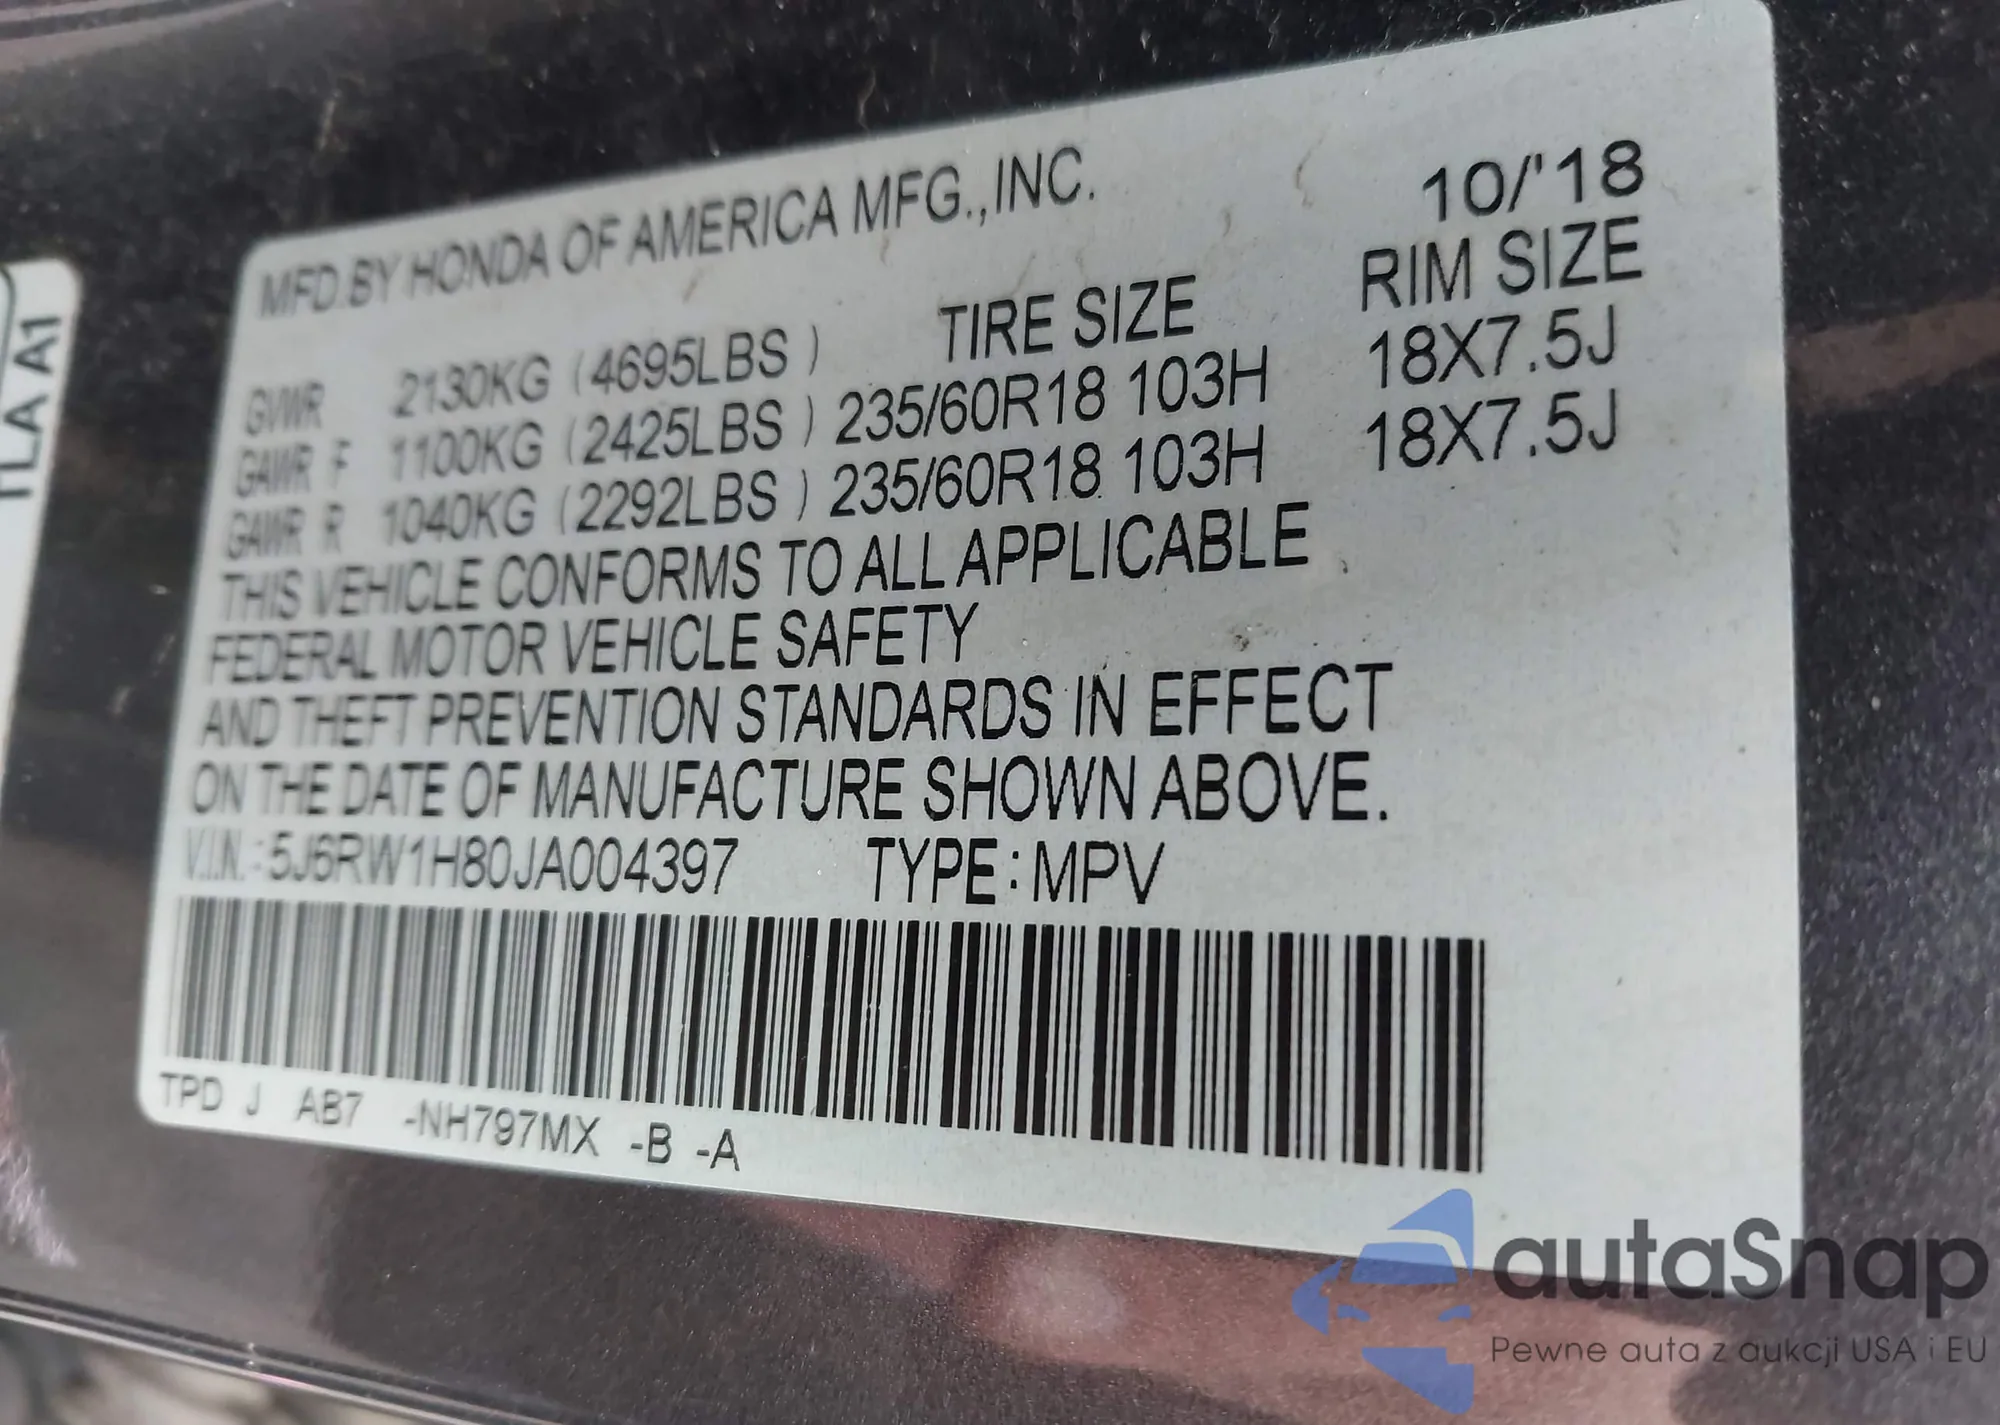 TLA A1
MFD.BY HONDA OF AMERICA MFG.,INC. 10/'18
TIRE SIZE RIM SIZE
GVWR 2130KG (4695LBS )
GAWR F 1100KG (2425LBS ) 235/60R18 103H 18X7.5J
GAWR R 1040KG (2292LBS ) 235/60R18 103H 18X7.5J
THIS VEHICLE CONFORMS TO ALL APPLICABLE
FEDERAL MOTOR VEHICLE SAFETY
AND THEFT PREVENTION STANDARDS IN EFFECT
ON THE DATE OF MANUFACTURE SHOWN ABOVE.
V.I.N.:5J6RW1H80JA004397 TYPE:MPV
TPD J AB7 -NH797MX -B -A
autaSnap
Pewne auta z aukcji USA i EU